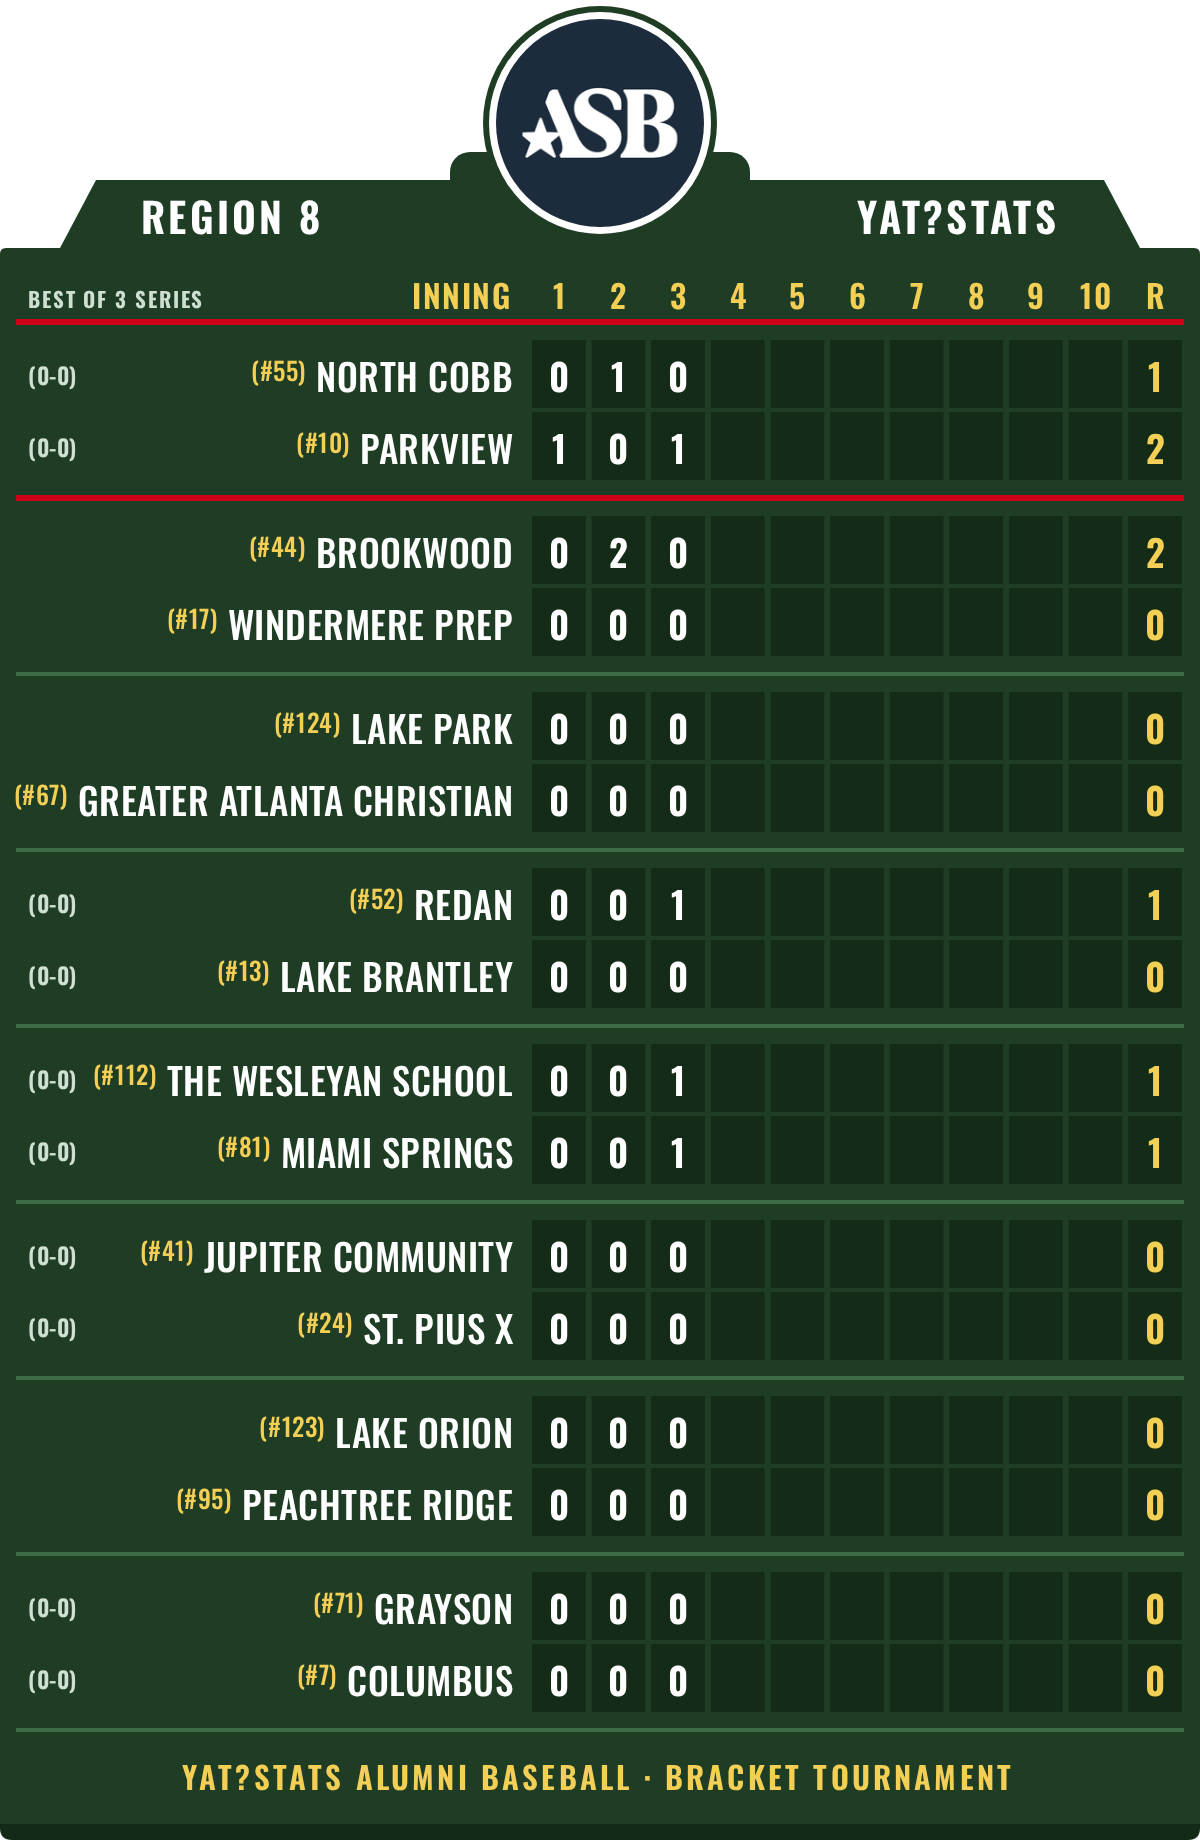 ASB
REGION 8 YAT?STATS
BEST OF 3 SERIES INNING 1 2 3 4 5 6 7 8 9 10 R
(0-0) (#55) NORTH COBB 0 1 0 1
(0-0) (#10) PARKVIEW 1 0 1 2
(#44) BROOKWOOD 0 2 0 2
(#17) WINDERMERE PREP 0 0 0 0
(#124) LAKE PARK 0 0 0 0
(#67) GREATER ATLANTA CHRISTIAN 0 0 0 0
(0-0) (#52) REDAN 0 0 1 1
(0-0) (#13) LAKE BRANTLEY 0 0 0 0
(0-0) (#112) THE WESLEYAN SCHOOL 0 0 1 1
(0-0) (#81) MIAMI SPRINGS 0 0 1 1
(0-0) (#41) JUPITER COMMUNITY 0 0 0 0
(0-0) (#24) ST. PIUS X 0 0 0 0
(#123) LAKE ORION 0 0 0 0
(#95) PEACHTREE RIDGE 0 0 0 0
(0-0) (#71) GRAYSON 0 0 0 0
(0-0) (#7) COLUMBUS 0 0 0 0
YAT?STATS ALUMNI BASEBALL · BRACKET TOURNAMENT